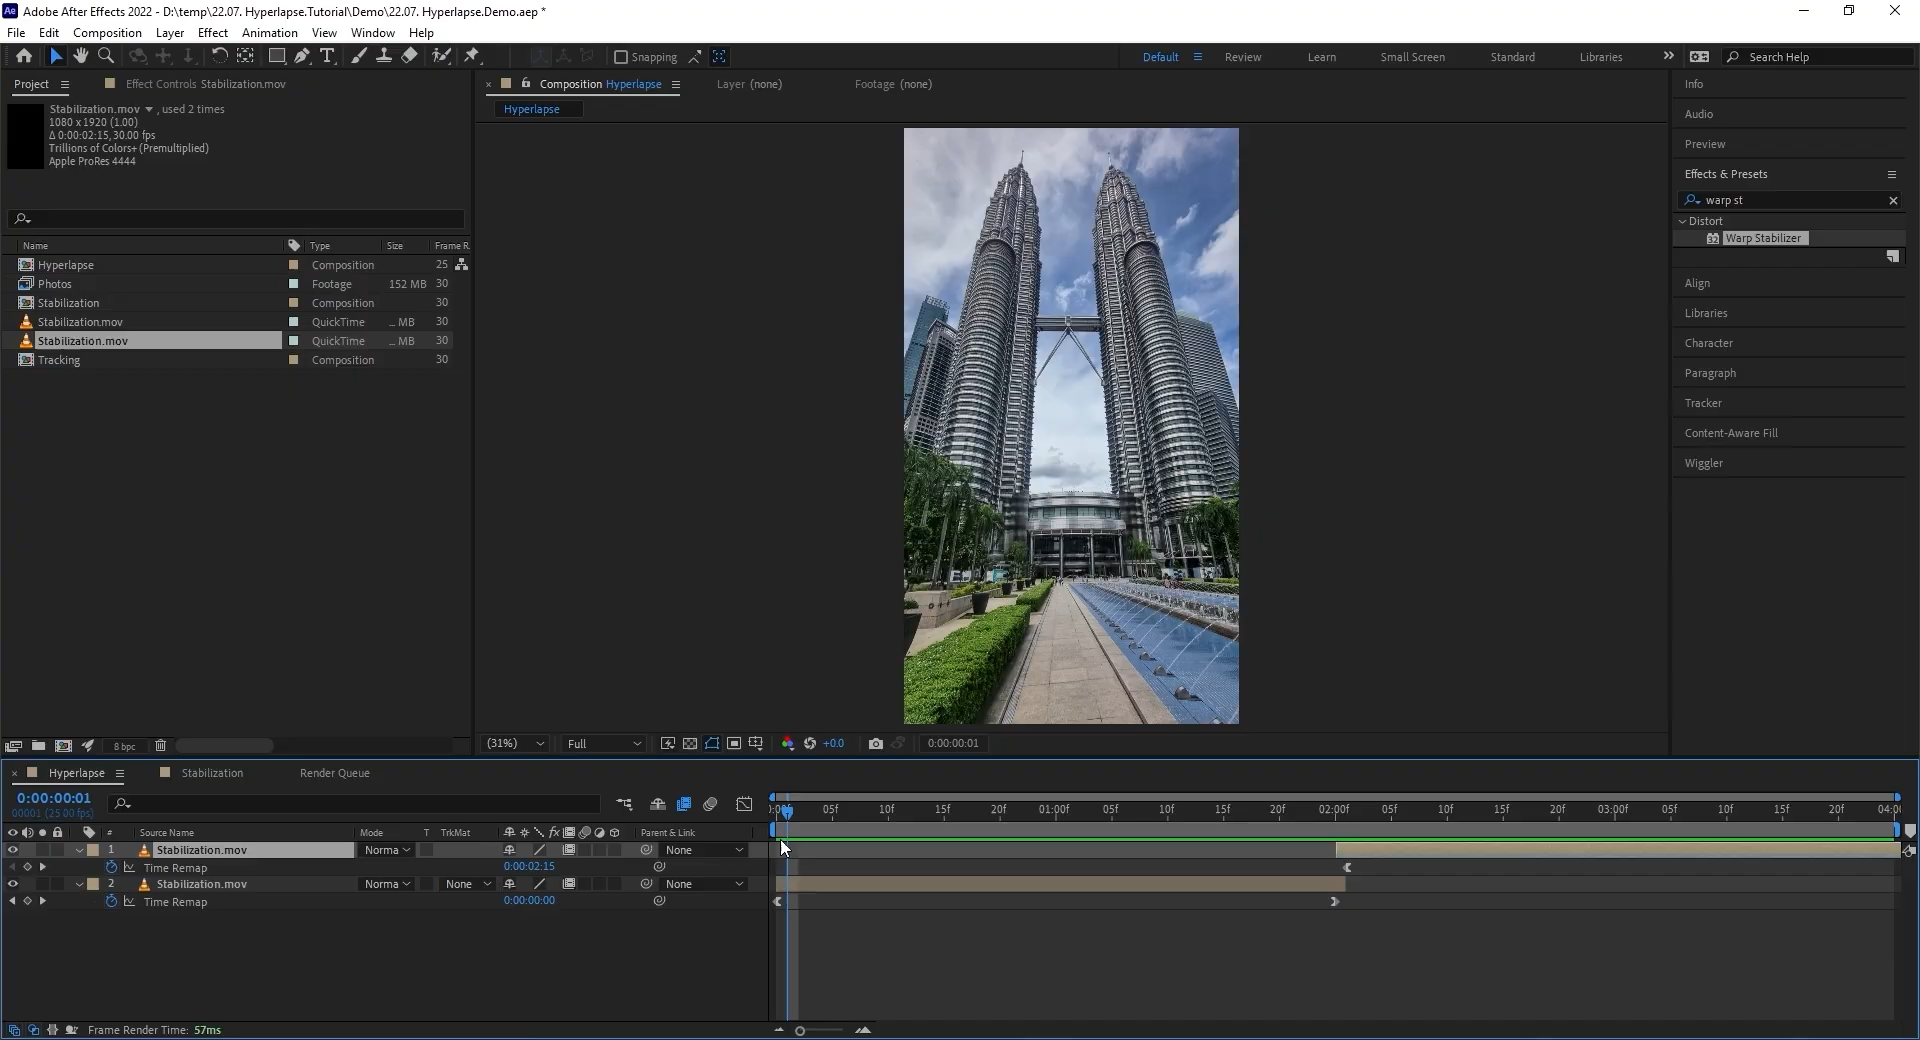 Adobe After Effects 2022 - D:\temp\22.07. Hyperlapse.Tutorial\Demo\22.07. Hyperlapse.Demo.aep *
File Edit Composition Layer Effect Animation View Window Help
Snapping
Default Review Learn Small Screen Standard Libraries Search Help
Project Effect Controls Stabilization.mov
Stabilization.mov , used 2 times
1080 x 1920 (1.00)
Δ 0:00:02:15, 30.00 fps
Trillions of Colors+ (Premultiplied)
Apple ProRes 4444
Name Type Size Frame R.
Hyperlapse Composition 25
Photos Footage 152 MB 30
Stabilization Composition 30
Stabilization.mov QuickTime ... MB 30
Stabilization.mov QuickTime ... MB 30
Tracking Composition 30
8 bpc
Composition Hyperlapse Layer (none) Footage (none)
Hyperlapse
(31%) Full +0.0 0:00:00:01
Info
Audio
Preview
Effects & Presets
warp st
Distort
32 Warp Stabilizer
Align
Libraries
Character
Paragraph
Tracker
Content-Aware Fill
Wiggler
Hyperlapse Stabilization Render Queue
0:00:00:01
00001 (25.00 fps)
05f 10f 15f 20f 01:00f 05f 10f 15f 20f 02:00f 05f 10f 15f 20f 03:00f 05f 10f 15f 20f 04:00
# Source Name Mode T TrkMat fx Parent & Link
1 Stabilization.mov Norma None
Time Remap 0:00:02:15
2 Stabilization.mov Norma None None
Time Remap 0:00:00:00
Frame Render Time: 57ms